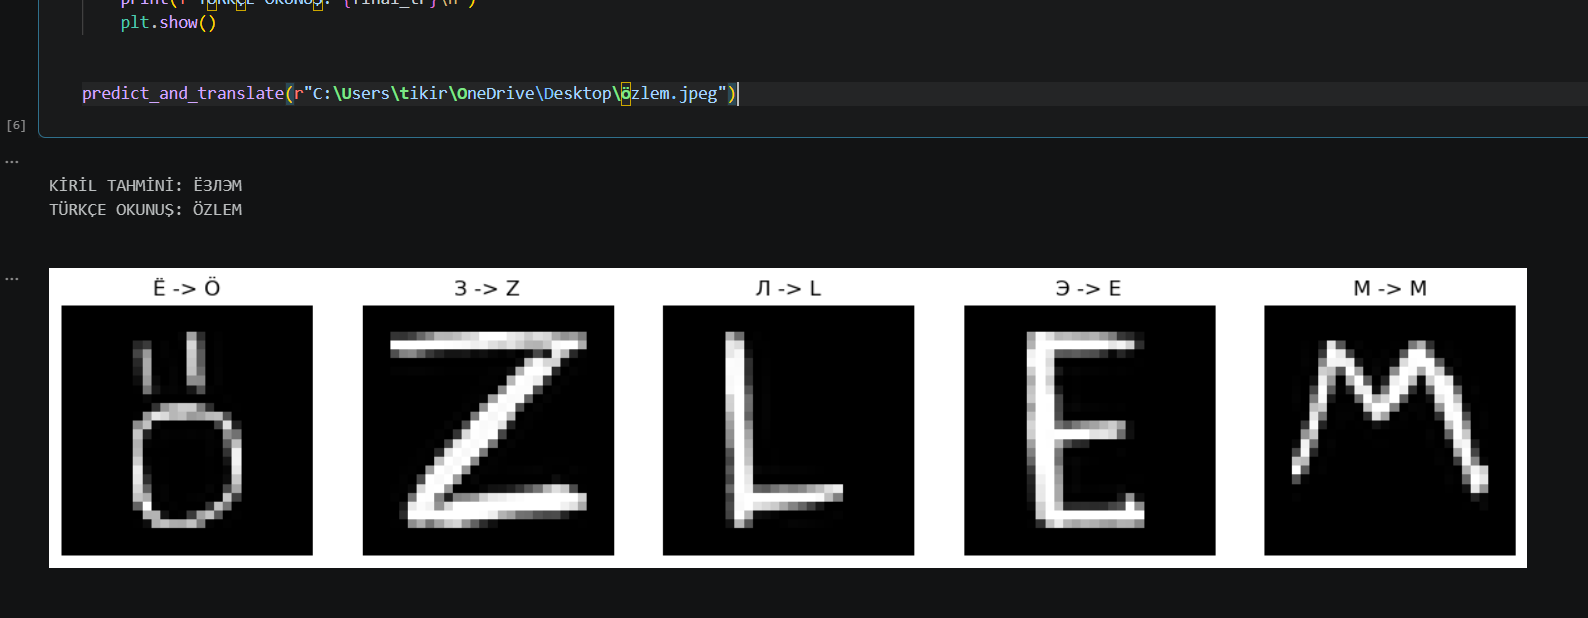 plt.show()
predict_and_translate(r"C:\Users\tikir\OneDrive\Desktop\özlem.jpeg")
[6]
...
KİRİL TAHMİNİ: ЁЗЛЭМ
TÜRKÇE OKUNUŞ: ÖZLEM
...
Ё -> Ö З -> Z Л -> L Э -> E М -> M
Ö Z L E M